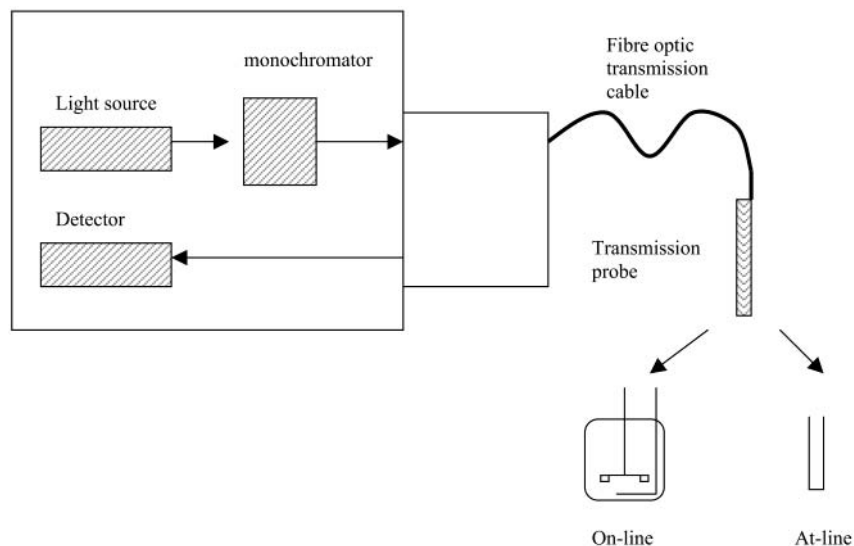 Fibre optic
transmission
cable
monochromator
Light source
Detector
Transmission
probe
On-line
At-line